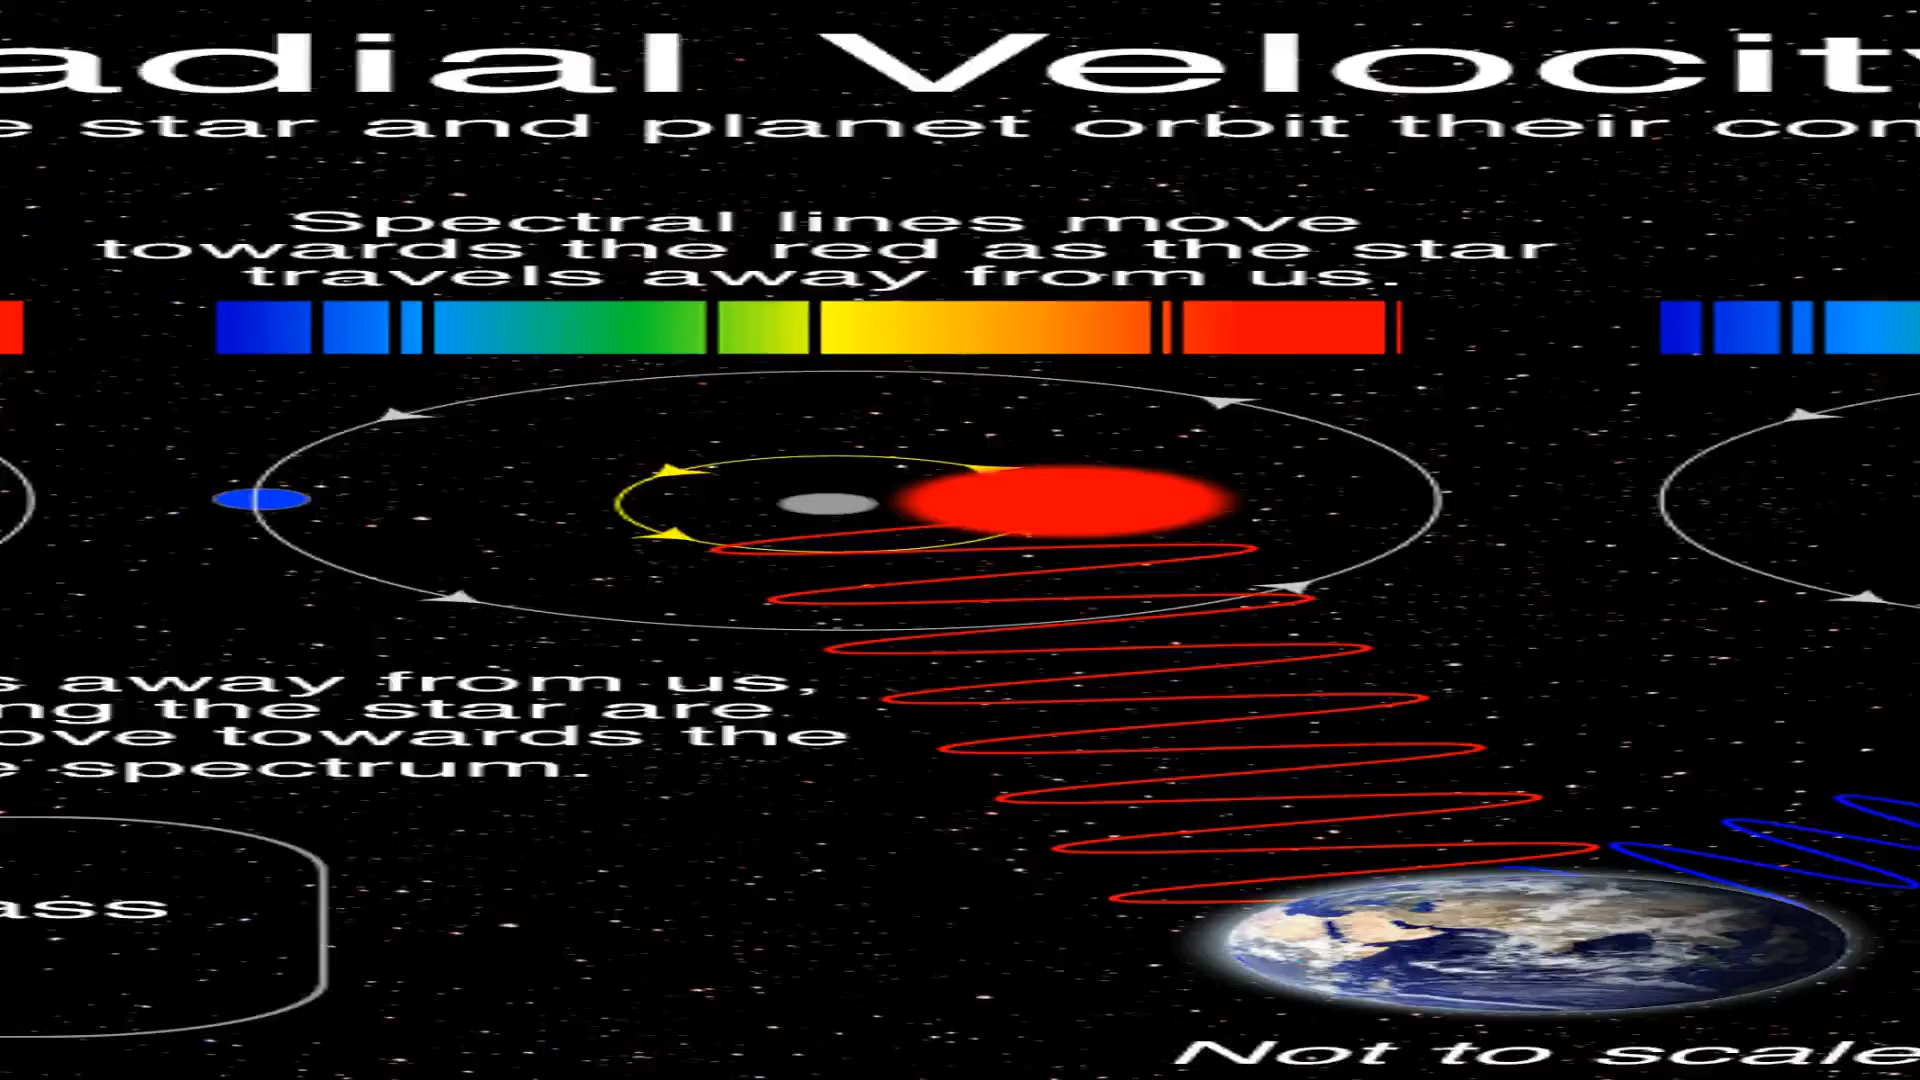 adial Velocity
e star and planet orbit their con
Spectral lines move
towards the red as the star
travels away from us.
s away from us,
ng the star are
ove towards the
e spectrum.
ass
Not to scale